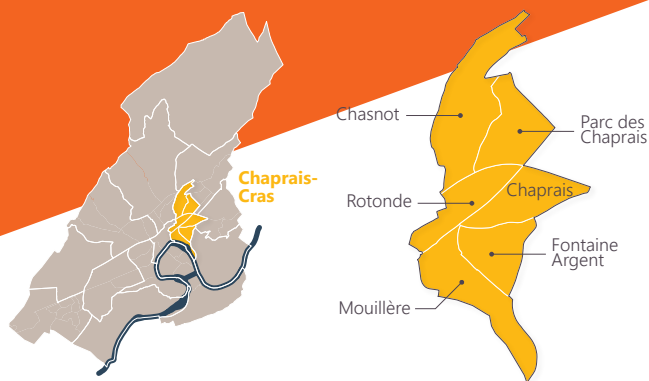 Chaprais-
Cras
Chasnot
Parc des
Chaprais
Rotonde
Chaprais
Fontaine
Argent
Mouillère